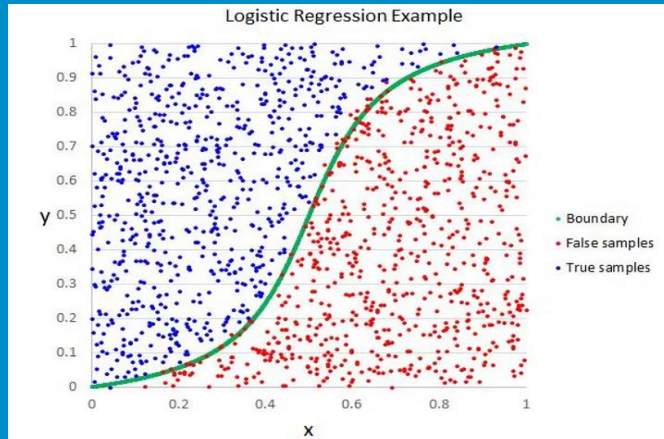 Logistic Regression Example
1
0.9
0.8
0.7
0.6
y
0.5
0.4
0.3
0.2
0.1
0
0
0.2
0.4
0.6
0.8
1
x
Boundary
False samples
True samples